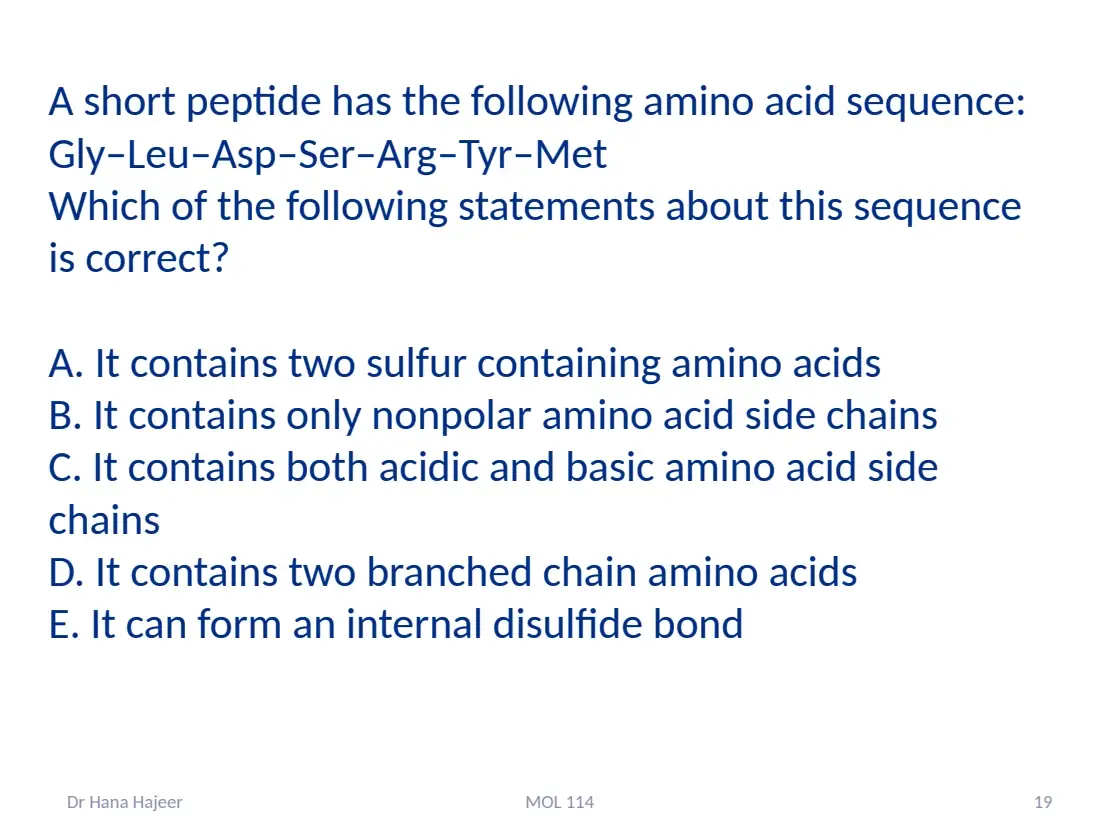 A short peptide has the following amino acid sequence:
Gly–Leu–Asp–Ser–Arg–Tyr–Met
Which of the following statements about this sequence
is correct?
A. It contains two sulfur containing amino acids
B. It contains only nonpolar amino acid side chains
C. It contains both acidic and basic amino acid side
chains
D. It contains two branched chain amino acids
E. It can form an internal disulfide bond
Dr Hana Hajeer
MOL 114
19